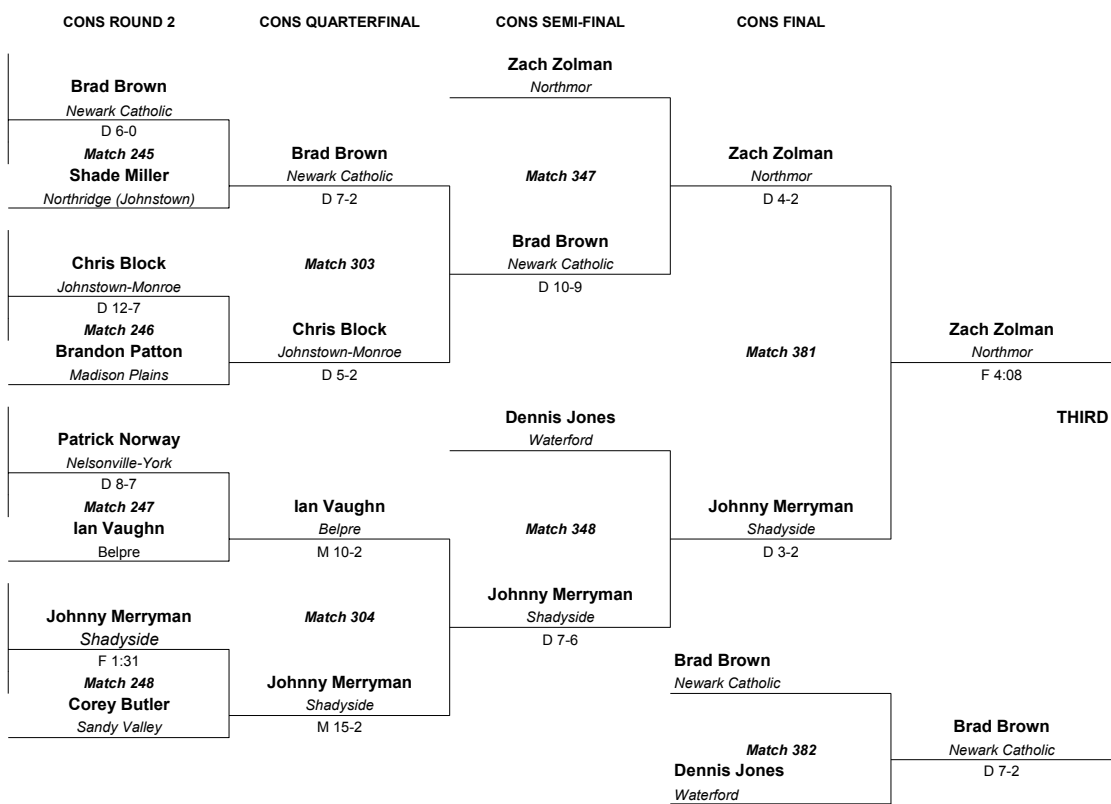 CONS ROUND 2 CONS QUARTERFINAL CONS SEMI-FINAL CONS FINAL
Brad Brown
Newark Catholic
D 6-0
Match 245
Shade Miller
Northridge (Johnstown)
Chris Block
Johnstown-Monroe
D 12-7
Match 246
Brandon Patton
Madison Plains
Patrick Norway
Nelsonville-York
D 8-7
Match 247
Ian Vaughn
Belpre
Johnny Merryman
Shadyside
F 1:31
Match 248
Corey Butler
Sandy Valley
Brad Brown
Newark Catholic
D 7-2
Match 303
Chris Block
Johnstown-Monroe
D 5-2
Ian Vaughn
Belpre
M 10-2
Match 304
Johnny Merryman
Shadyside
M 15-2
Zach Zolman
Northmor
Match 347
Brad Brown
Newark Catholic
D 10-9
Dennis Jones
Waterford
Match 348
Johnny Merryman
Shadyside
D 7-6
Zach Zolman
Northmor
D 4-2
Match 381
Johnny Merryman
Shadyside
D 3-2
Brad Brown
Newark Catholic
Match 382
Dennis Jones
Waterford
Zach Zolman
Northmor
F 4:08
THIRD
Brad Brown
Newark Catholic
D 7-2